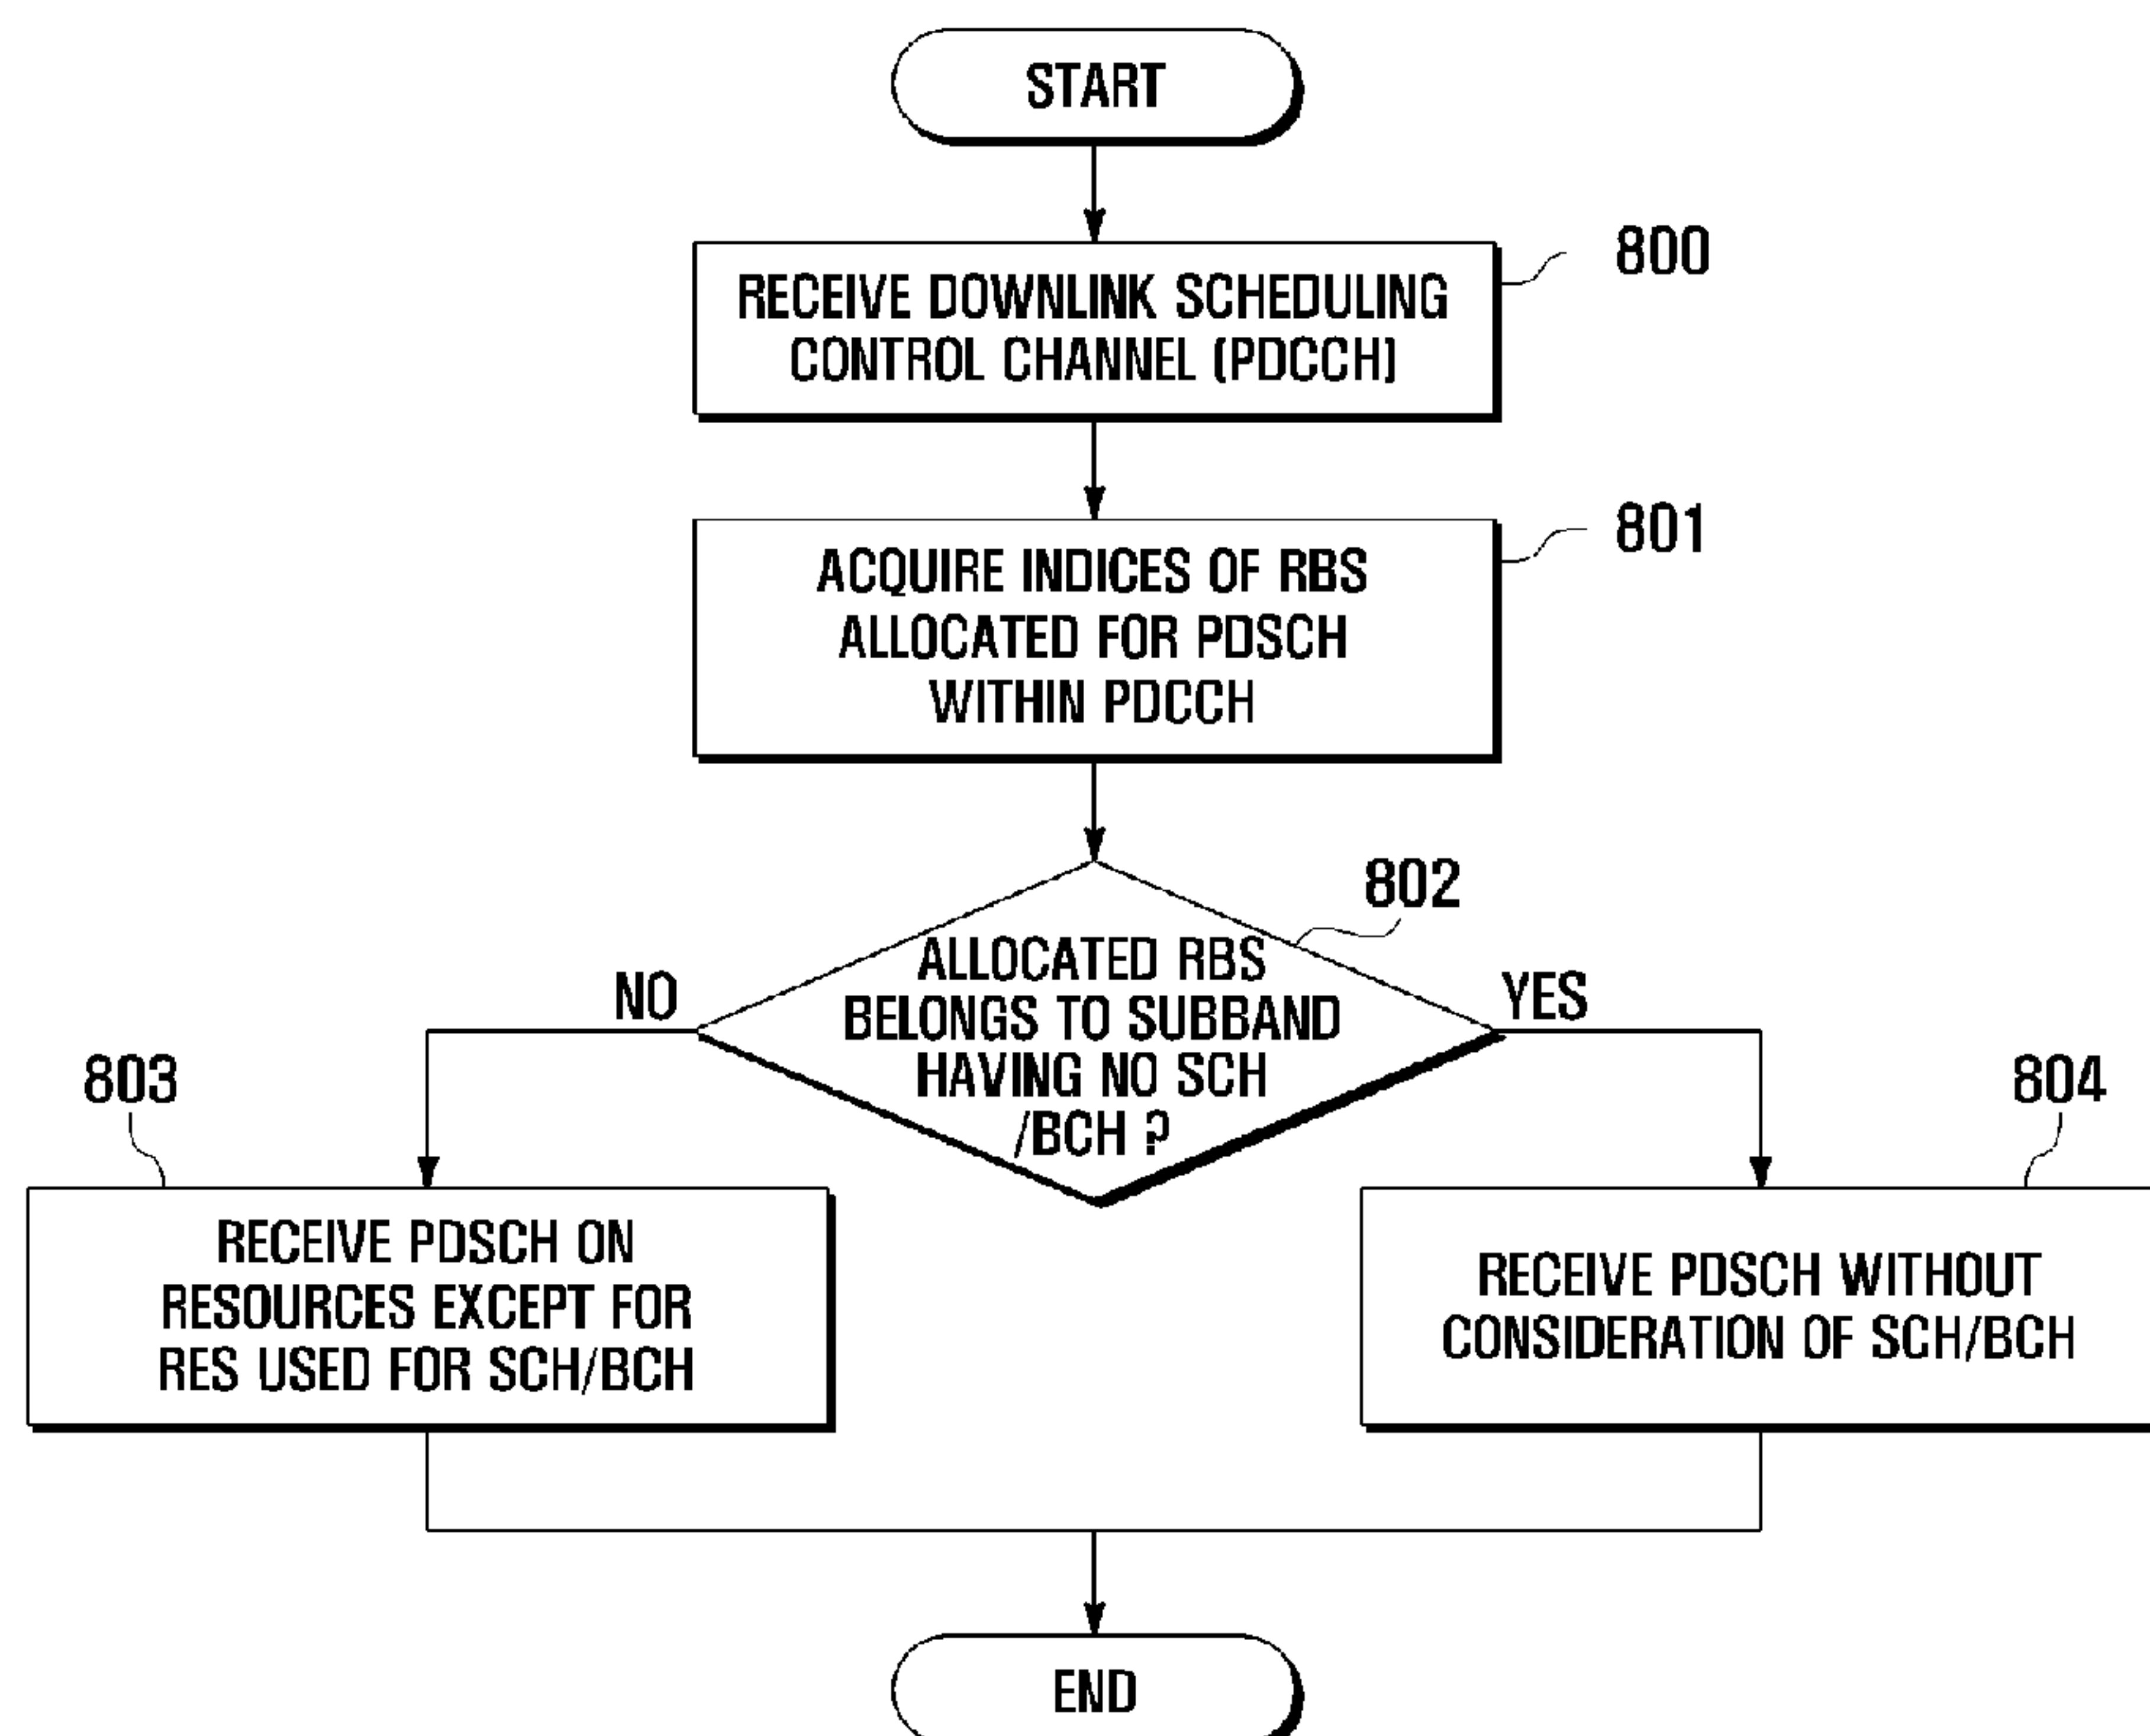 START
RECEIVE DOWNLINK SCHEDULING
CONTROL CHANNEL (PDCCH)
800
ACQUIRE INDICES OF RBS
ALLOCATED FOR PDSCH
WITHIN PDCCH
801
802
ALLOCATED RBS
BELONGS TO SUBBAND
HAVING NO SCH
/BCH ?
NO
YES
803
RECEIVE PDSCH ON
RESOURCES EXCEPT FOR
RES USED FOR SCH/BCH
804
RECEIVE PDSCH WITHOUT
CONSIDERATION OF SCH/BCH
END